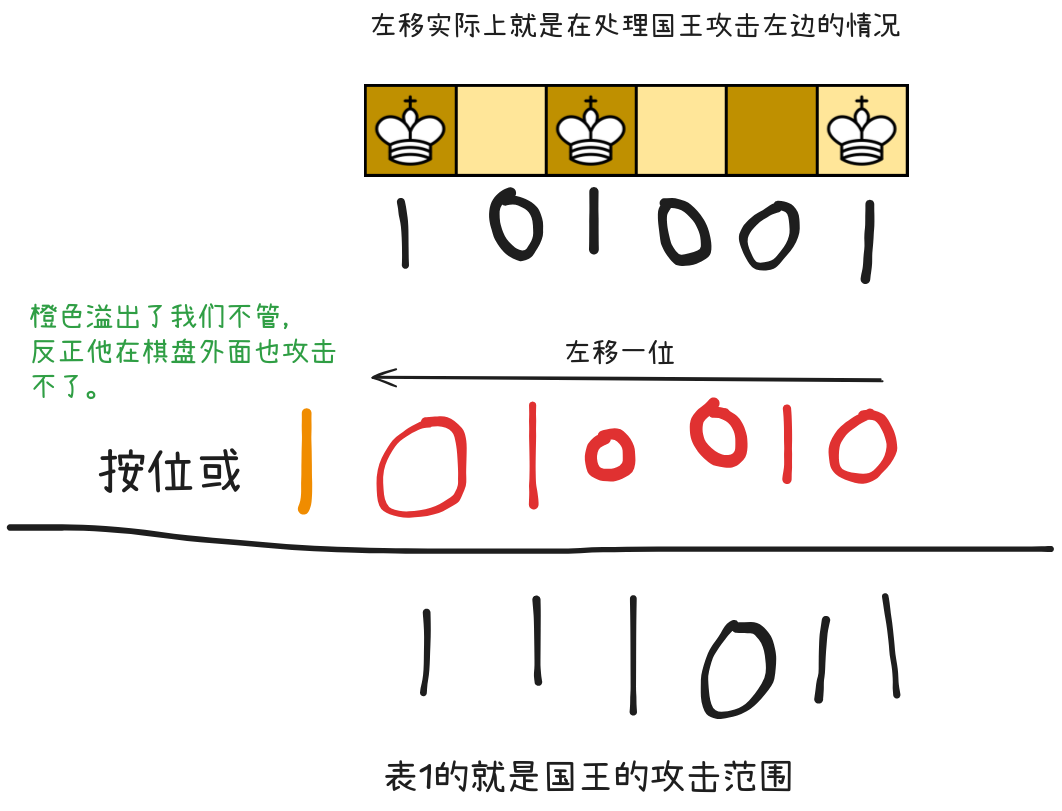 左移实际上就是在处理国王攻击左边的情况
1 0 1 0 0 1
橙色溢出了我们不管，
反正他在棋盘外面也攻击
不了。
左移一位
按位或 1 0 1 0 0 1 0
1 1 1 0 1 1
表1的就是国王的攻击范围